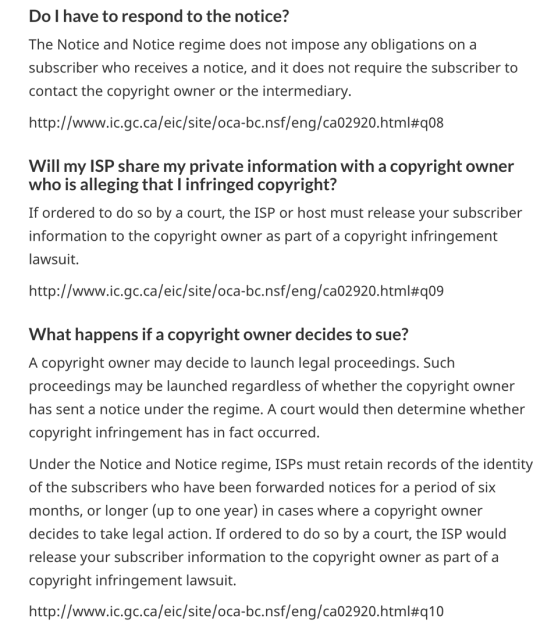 Do I have to respond to the notice?
The Notice and Notice regime does not impose any obligations on a
subscriber who receives a notice, and it does not require the subscriber to
contact the copyright owner or the intermediary.
http://www.ic.gc.ca/eic/site/oca-bc.nsf/eng/ca02920.html#q08
Will my ISP share my private information with a copyright owner
who is alleging that I infringed copyright?
If ordered to do so by a court, the ISP or host must release your subscriber
information to the copyright owner as part of a copyright infringement
lawsuit.
http://www.ic.gc.ca/eic/site/oca-bc.nsf/eng/ca02920.html#q09
What happens if a copyright owner decides to sue?
A copyright owner may decide to launch legal proceedings. Such
proceedings may be launched regardless of whether the copyright owner
has sent a notice under the regime. A court would then determine whether
copyright infringement has in fact occurred.
Under the Notice and Notice regime, ISPs must retain records of the identity
of the subscribers who have been forwarded notices for a period of six
months, or longer (up to one year) in cases where a copyright owner
decides to take legal action. If ordered to do so by a court, the ISP would
release your subscriber information to the copyright owner as part of a
copyright infringement lawsuit.
http://www.ic.gc.ca/eic/site/oca-bc.nsf/eng/ca02920.html#q10